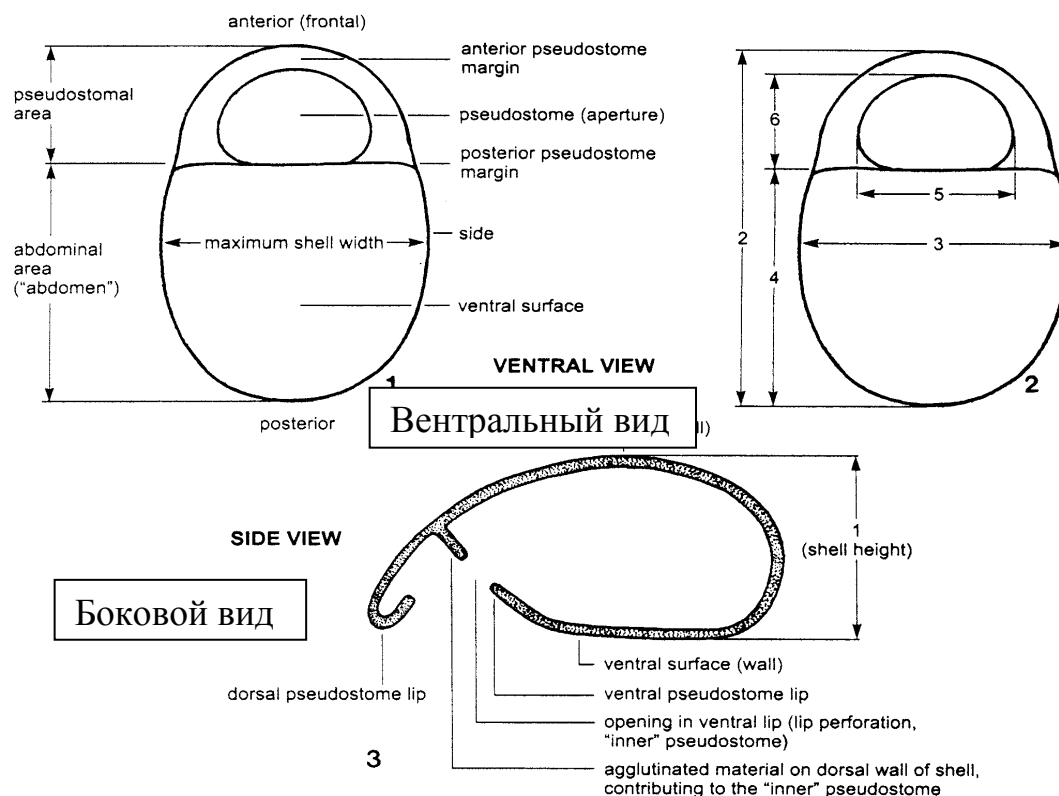 anterior (frontal)
anterior pseudostome
margin
pseudostomal
area
pseudostome (aperture)
posterior pseudostome
margin
maximum shell width
side
abdominal
area
("abdomen")
ventral surface
1
posterior
6
5
2
3
4
2
VENTRAL VIEW
Вентральный вид
ll)
SIDE VIEW
Боковой вид
1
(shell height)
dorsal pseudostome lip
ventral surface (wall)
ventral pseudostome lip
opening in ventral lip (lip perforation,
"inner" pseudostome)
agglutinated material on dorsal wall of shell,
contributing to the "inner" pseudostome
3